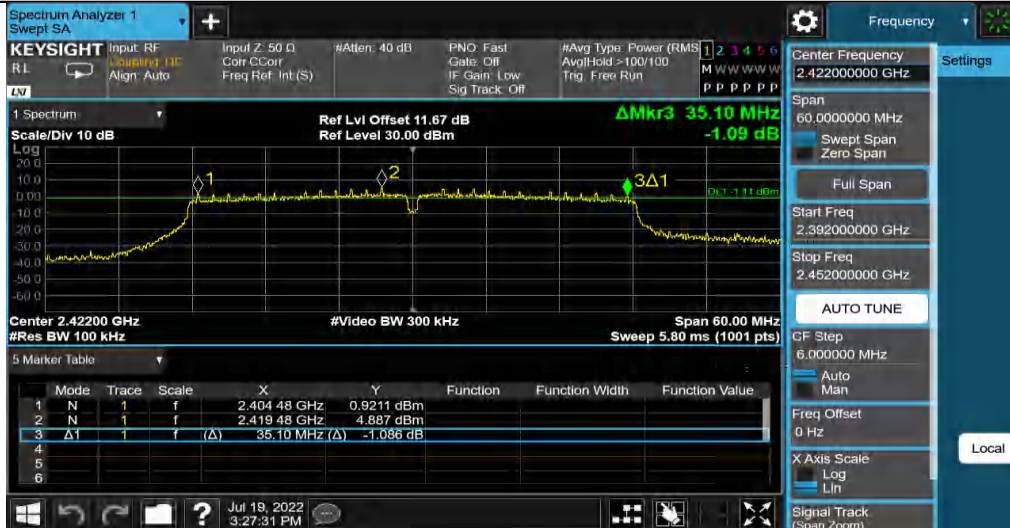 Spectrum Analyzer 1
Swept SA
Frequency
KEYSIGHT
Input: RF
Input Z: 50 Ω
#Atten: 40 dB
PNO: Fast
#Avg Type: Power (RMS
1 2 3 4 5 6
RL
Coupling: DC
Corr CCorr
Gate: Off
Avg|Hold >100/100
M W W W W W
Align: Auto
Freq Ref: Int (S)
IF Gain: Low
Trig: Free Run
Sig Track: Off
P P P P P P
LXI
Center Frequency
2.422000000 GHz
Settings
Span
60.0000000 MHz
Swept Span
Zero Span
Full Span
Start Freq
2.392000000 GHz
Stop Freq
2.452000000 GHz
AUTO TUNE
CF Step
6.000000 MHz
Auto
Man
Freq Offset
0 Hz
X Axis Scale
Log
Lin
Signal Track
(Span Zoom)
Local
1 Spectrum
Ref Lvl Offset 11.67 dB
ΔMkr3 35.10 MHz
Scale/Div 10 dB
Ref Level 30.00 dBm
-1.09 dB
Log
20.0
10.0
0.00
-10.0
-20.0
-30.0
-40.0
-50.0
-60.0
1
2
3Δ1
DL1 -1.11 dBm
Center 2.42200 GHz
#Video BW 300 kHz
Span 60.00 MHz
#Res BW 100 kHz
Sweep 5.80 ms (1001 pts)
5 Marker Table
Mode Trace Scale X Y Function Function Width Function Value
1 N 1 f 2.404 48 GHz 0.9211 dBm
2 N 1 f 2.419 48 GHz 4.887 dBm
3 Δ1 1 f (Δ) 35.10 MHz (Δ) -1.086 dB
4
5
6
?
Jul 19, 2022
3:27:31 PM